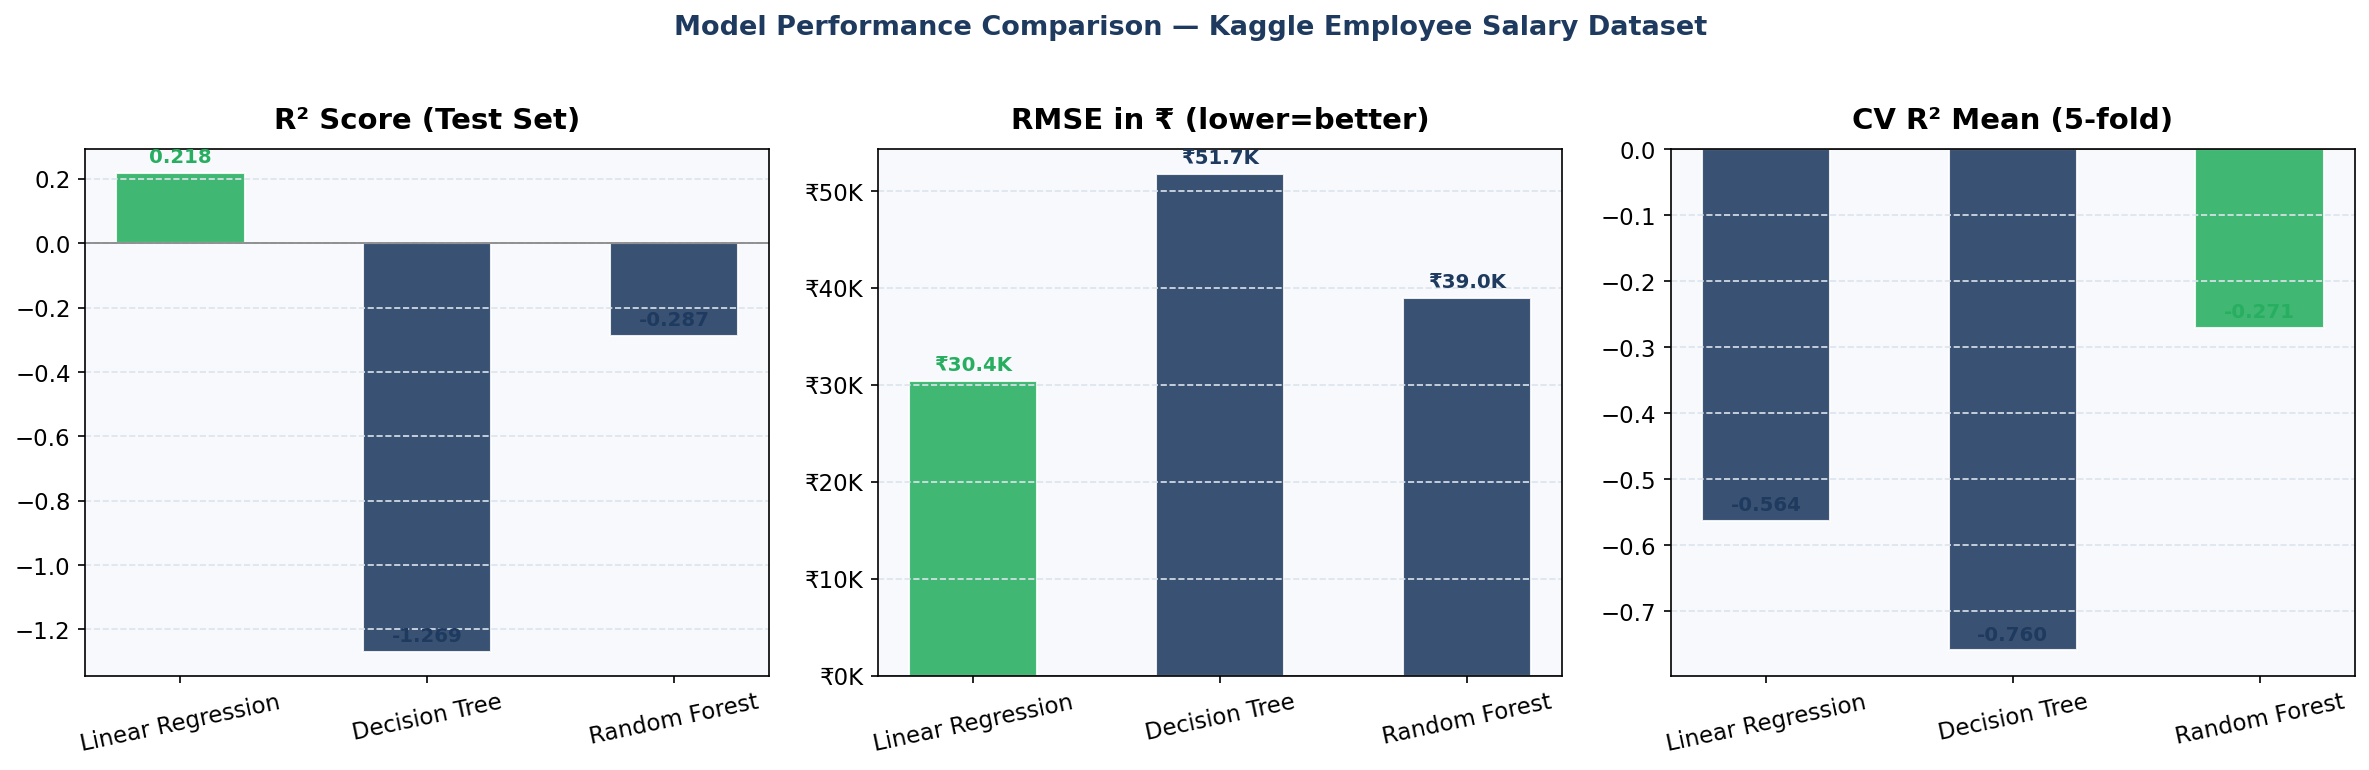 Model Performance Comparison — Kaggle Employee Salary Dataset
R² Score (Test Set)
0.218
-1.269
-0.287
0.2
0.0
−0.2
−0.4
−0.6
−0.8
−1.0
−1.2
Linear Regression
Decision Tree
Random Forest
RMSE in ₹ (lower=better)
₹30.4K
₹51.7K
₹39.0K
₹50K
₹40K
₹30K
₹20K
₹10K
₹0K
Linear Regression
Decision Tree
Random Forest
CV R² Mean (5-fold)
-0.564
-0.760
-0.271
0.0
−0.1
−0.2
−0.3
−0.4
−0.5
−0.6
−0.7
Linear Regression
Decision Tree
Random Forest